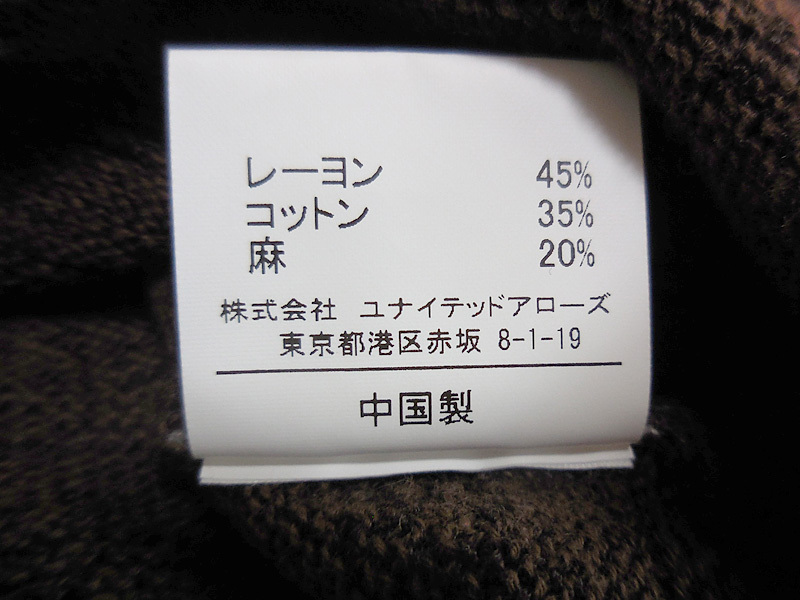 レーヨン 45%
コットン 35%
麻 20%
株式会社 ユナイテッドアローズ
東京都港区赤坂 8-1-19
中国製